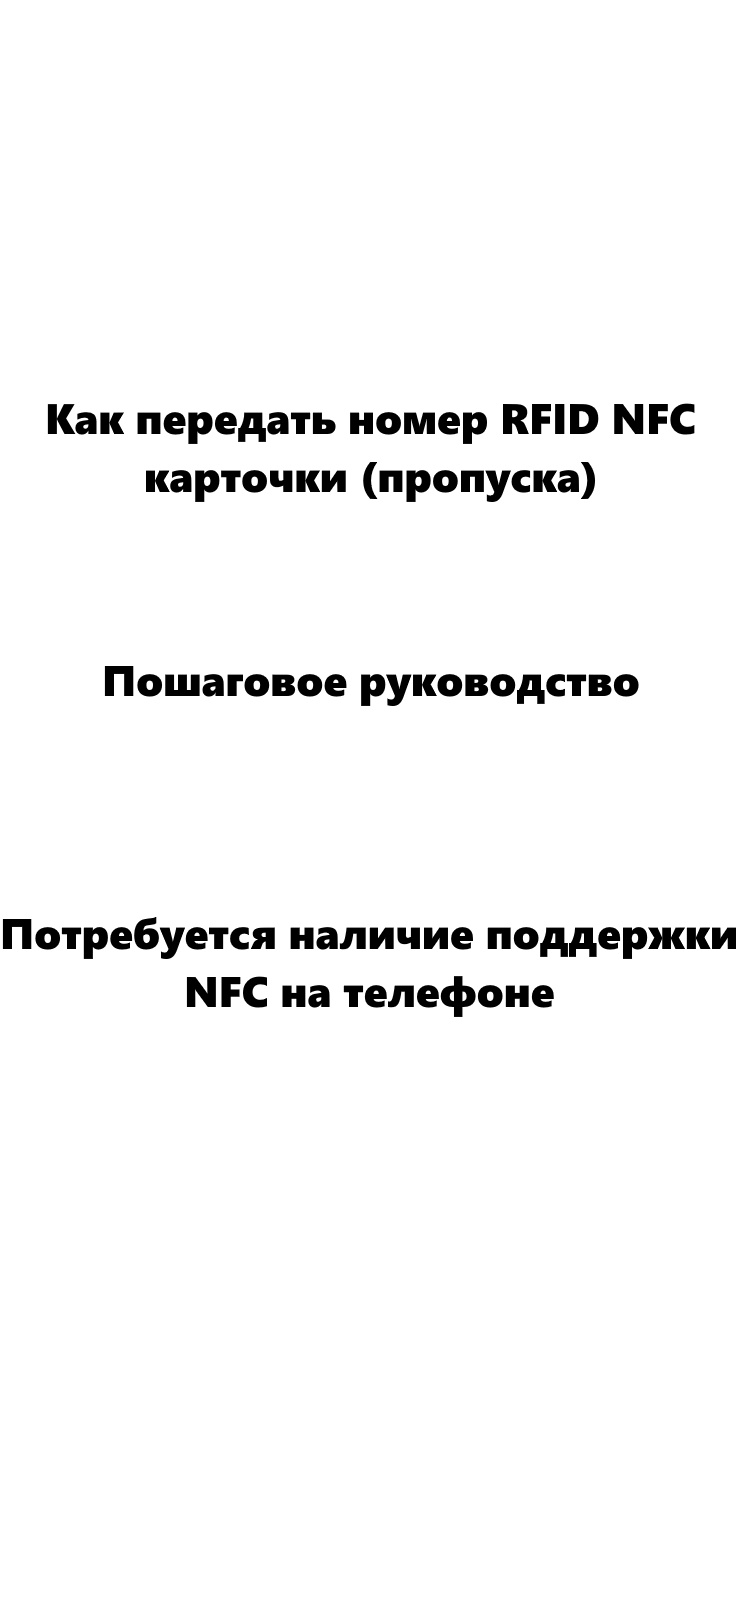 Как передать номер RFID NFC
карточки (пропуска)
Пошаговое руководство
Потребуется наличие поддержки
NFC на телефоне